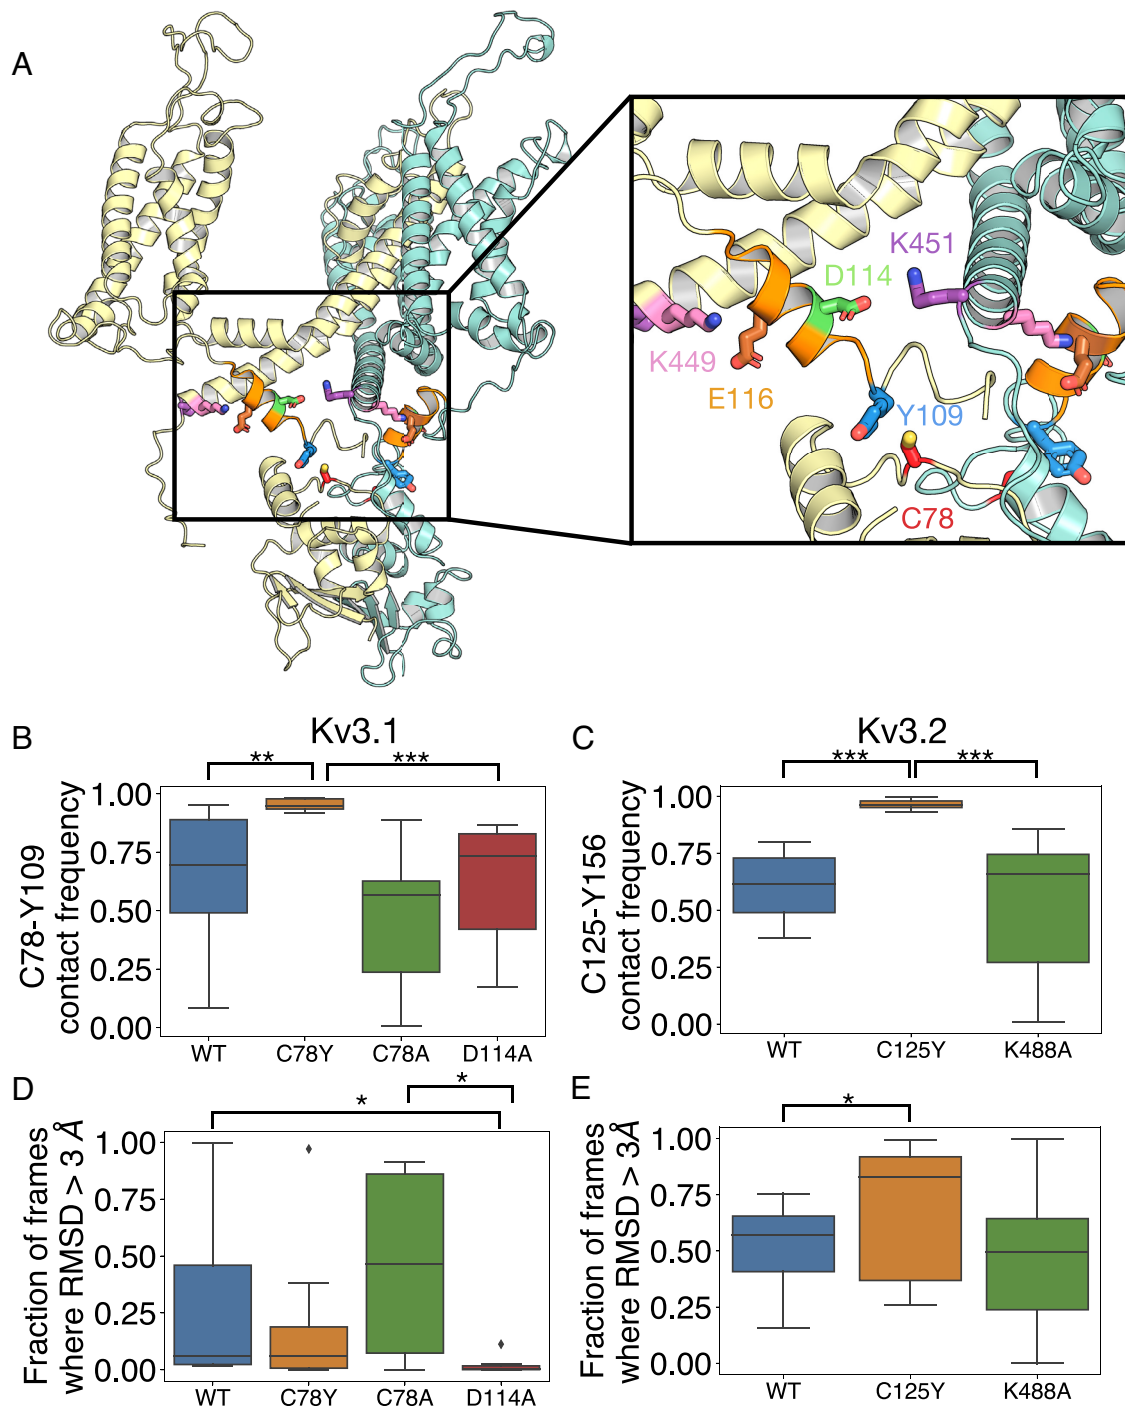 A
K451
D114
K449
E116
Y109
C78
B
Kv3.1
C
Kv3.2
**
***
***
***
C78-Y109
contact frequency
1.00
0.75
0.50
0.25
0.00
WT
C78Y
C78A
D114A
C125-Y156
contact frequency
1.00
0.75
0.50
0.25
0.00
WT
C125Y
K488A
D
*
*
Fraction of frames
where RMSD > 3 Å
1.00
0.75
0.50
0.25
0.00
WT
C78Y
C78A
D114A
E
*
Fraction of frames
where RMSD > 3Å
1.00
0.75
0.50
0.25
0.00
WT
C125Y
K488A